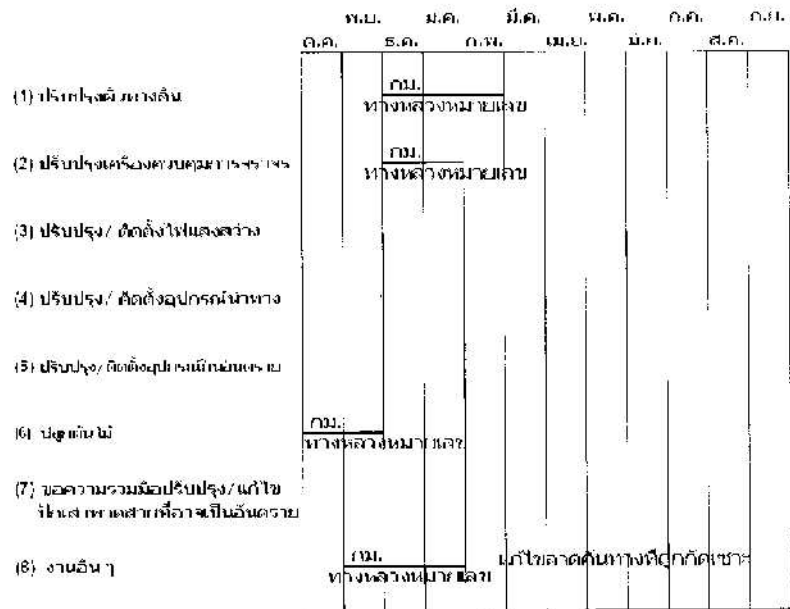 พ.ย. ม.ค. มี.ค. พ.ค. ก.ค. ก.ย.
ต.ค. ธ.ค. ก.พ. เม.ย. มิ.ย. ส.ค.
(1) ปรับปรุงผิวทางเดิน
กม.
ทางหลวงหมายเลข
(2) ปรับปรุงเครื่องควบคุมการจราจร
กม.
ทางหลวงหมายเลข
(3) ปรับปรุง/ ติดตั้งไฟแสงสว่าง
(4) ปรับปรุง/ ติดตั้งอุปกรณ์นำทาง
(5) ปรับปรุง/ติดตั้งอุปกรณ์กันอันตราย
(6) ปลูกต้นไม้
กม.
ทางหลวงหมายเลข
(7) ขอความร่วมมือปรับปรุง/แก้ไข
ป้ายเสาพาดสายที่อาจเป็นอันตราย
(8) งานอื่น ๆ
กม.
ทางหลวงหมายเลข
แก้ไขลาดคันทางที่ถูกกัดเซาะ